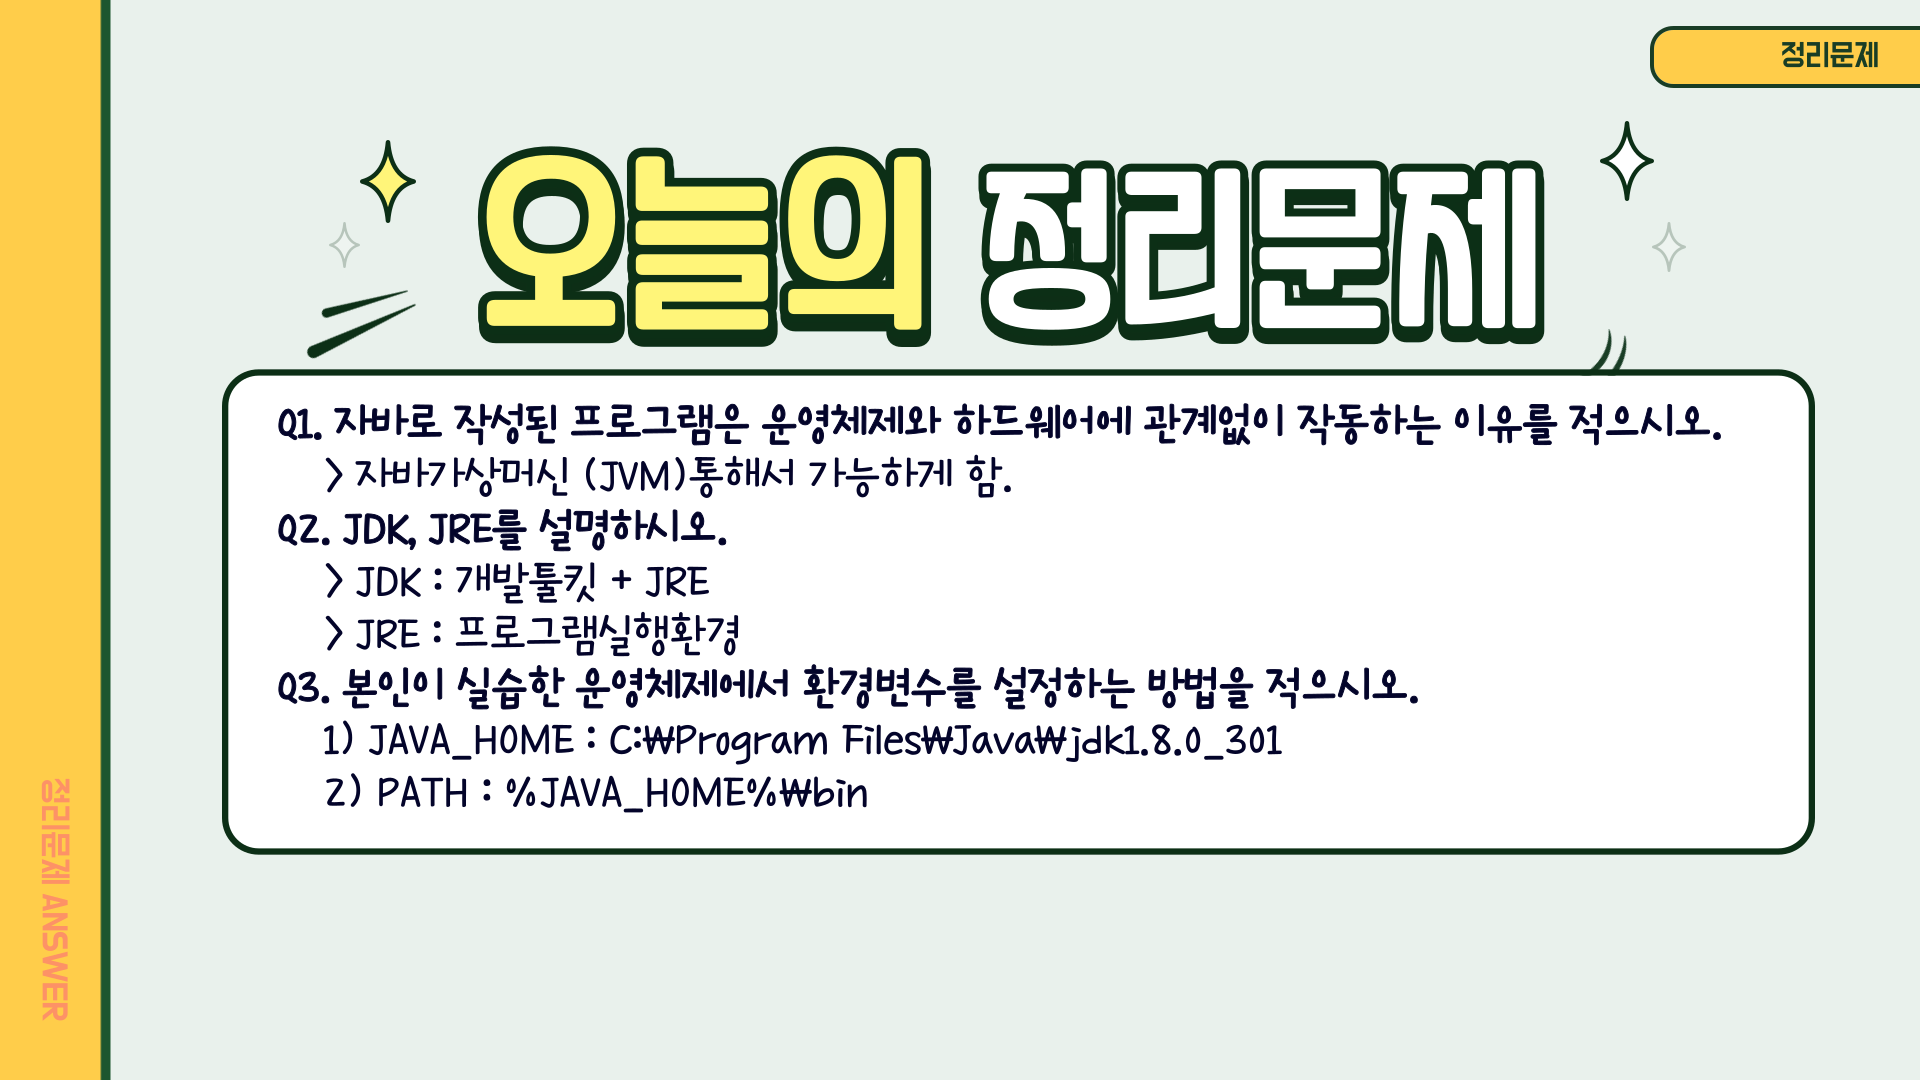 정리문제
오늘의 정리문제
Q1. 자바로 작성된 프로그램은 운영체제와 하드웨어에 관계없이 작동하는 이유를 적으시오.
> 자바가상머신 (JVM)통해서 가능하게 함.
Q2. JDK, JRE를 설명하시오.
> JDK : 개발툴킷 + JRE
> JRE : 프로그램실행환경
Q3. 본인이 실습한 운영체제에서 환경변수를 설정하는 방법을 적으시오.
1) JAVA_HOME : C:₩Program Files₩Java₩jdk1.8.0_301
2) PATH : %JAVA_HOME%₩bin
정리문제 ANSWER